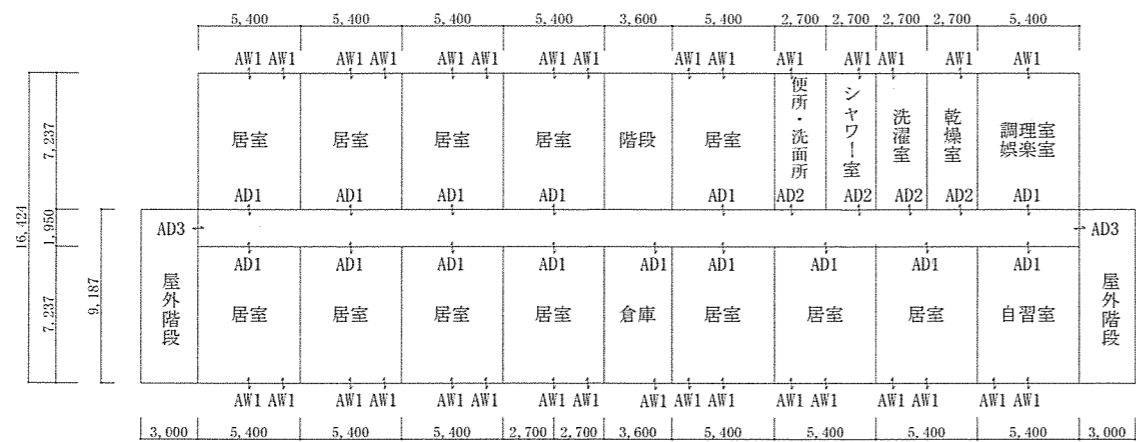 5,400 5,400 5,400 5,400 3,600 5,400 2,700 2,700 2,700 2,700 5,400
AW1 AW1 AW1 AW1 AW1 AW1 AW1 AW1 AW1 AW1 AW1 AW1 AW1 AW1 AW1
居室 居室 居室 居室 階段 居室 便所・洗面所 シャワー室 洗濯室 乾燥室 調理室
娯楽室
AD1 AD1 AD1 AD1 AD1 AD2 AD2 AD2 AD2 AD1
7,237
1,950
7,237
16,424
9,187
AD3 AD3
AD1 AD1 AD1 AD1 AD1 AD1 AD1 AD1 AD1
屋外階段 居室 居室 居室 居室 倉庫 居室 居室 居室 自習室 屋外階段
AW1 AW1 AW1 AW1 AW1 AW1 AW1 AW1 AW1 AW1 AW1 AW1 AW1 AW1 AW1 AW1 AW1
3,000 5,400 5,400 5,400 2,700 2,700 3,600 5,400 5,400 5,400 5,400 3,000